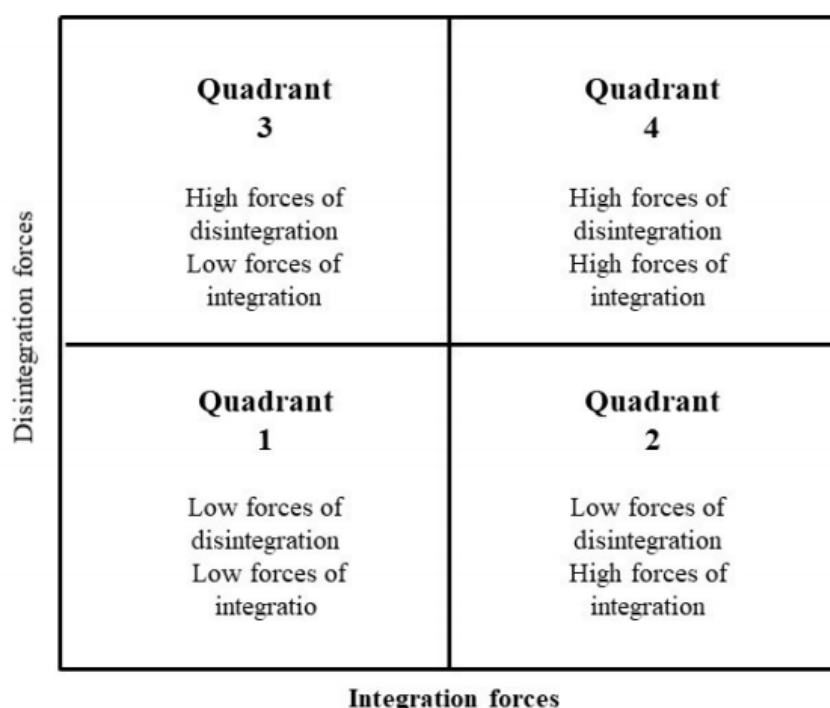 Disintegration forces
Quadrant
3
High forces of
disintegration
Low forces of
integration
Quadrant
4
High forces of
disintegration
High forces of
integration
Quadrant
1
Low forces of
disintegration
Low forces of
integratio
Quadrant
2
Low forces of
disintegration
High forces of
integration
Integration forces